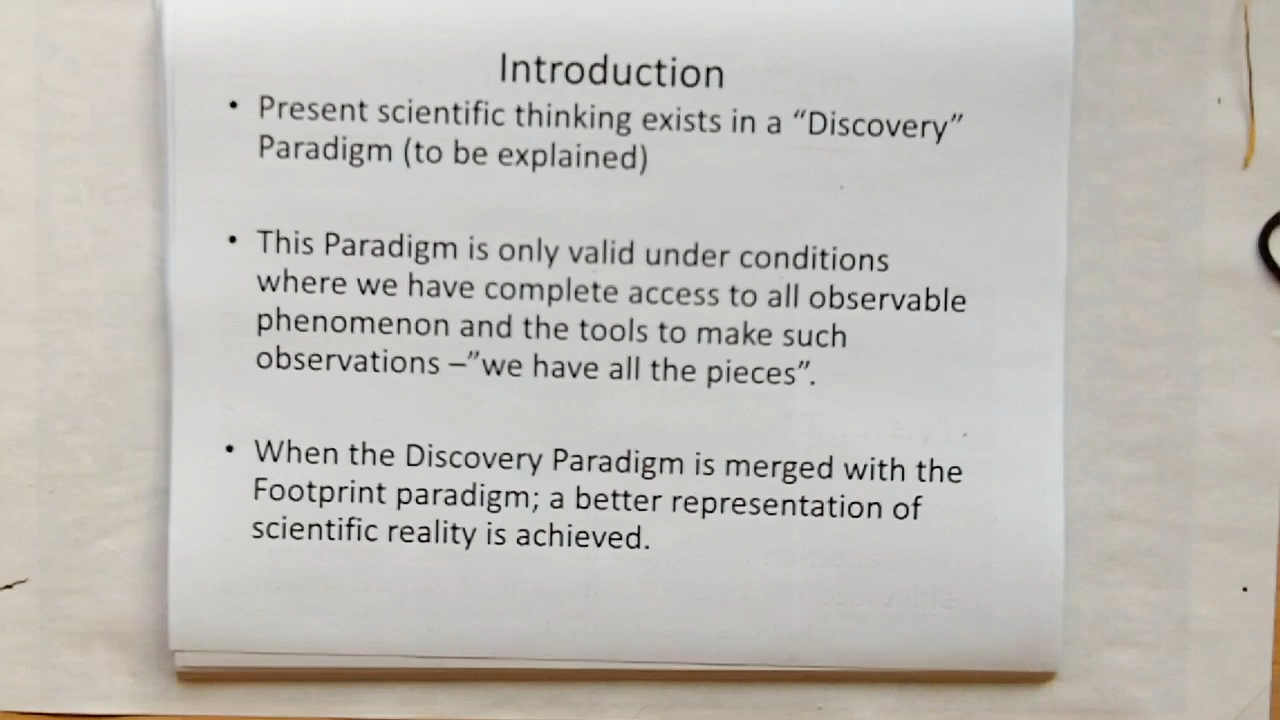 Introduction
• Present scientific thinking exists in a “Discovery”
Paradigm (to be explained)
• This Paradigm is only valid under conditions
where we have complete access to all observable
phenomenon and the tools to make such
observations –”we have all the pieces”.
• When the Discovery Paradigm is merged with the
Footprint paradigm; a better representation of
scientific reality is achieved.